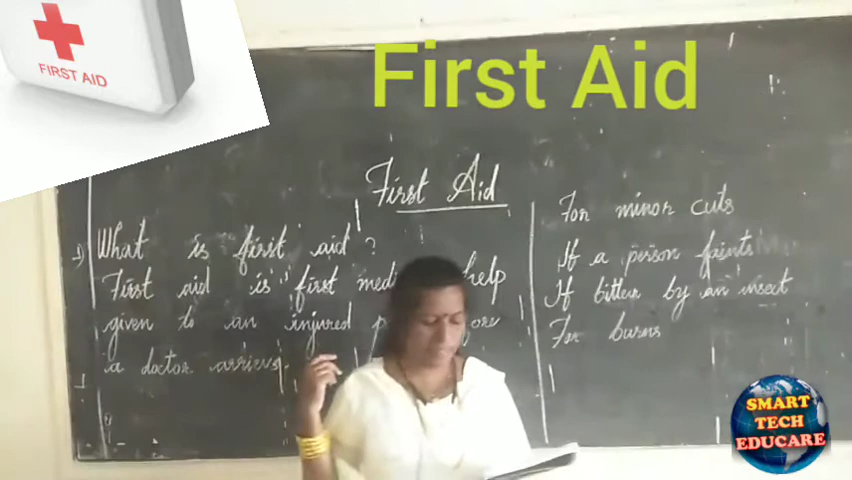 FIRST AID
First Aid
First Aid
What is first aid ?
First aid is first help
given to an injured
a doctor arrives.
For minor cuts
If a person faints
If bitten by an insect
For burns
SMART
TECH
EDUCARE